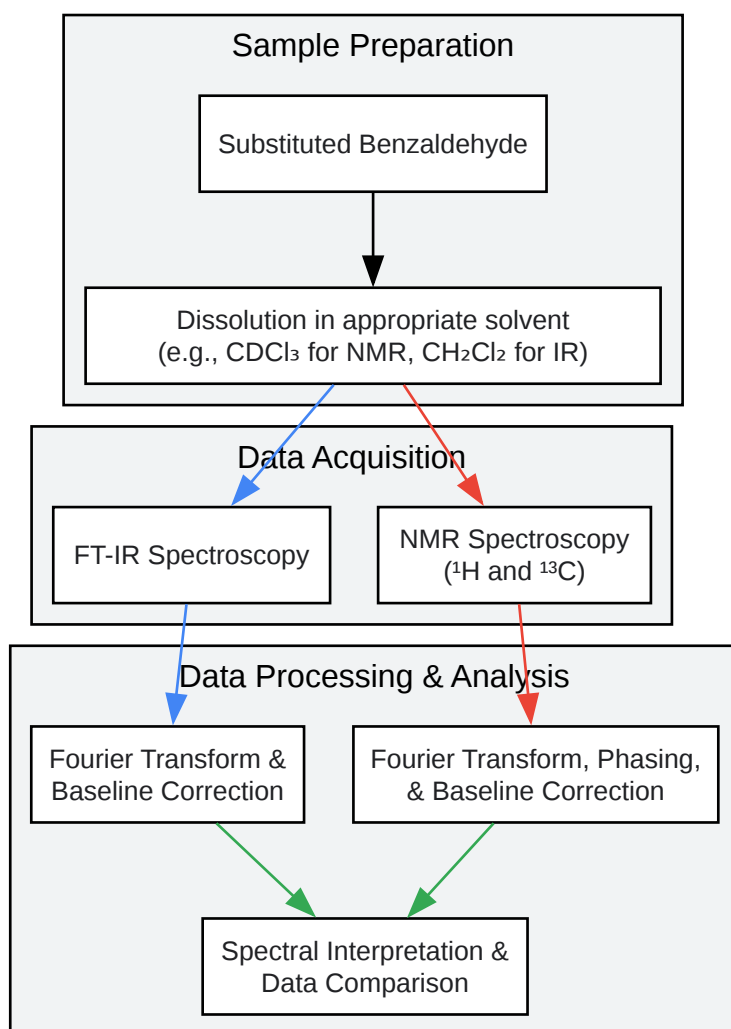 Sample Preparation
Substituted Benzaldehyde
Dissolution in appropriate solvent
(e.g., CDCl₃ for NMR, CH₂Cl₂ for IR)
Data Acquisition
FT-IR Spectroscopy
NMR Spectroscopy
(¹H and ¹³C)
Data Processing & Analysis
Fourier Transform &
Baseline Correction
Fourier Transform, Phasing,
& Baseline Correction
Spectral Interpretation &
Data Comparison